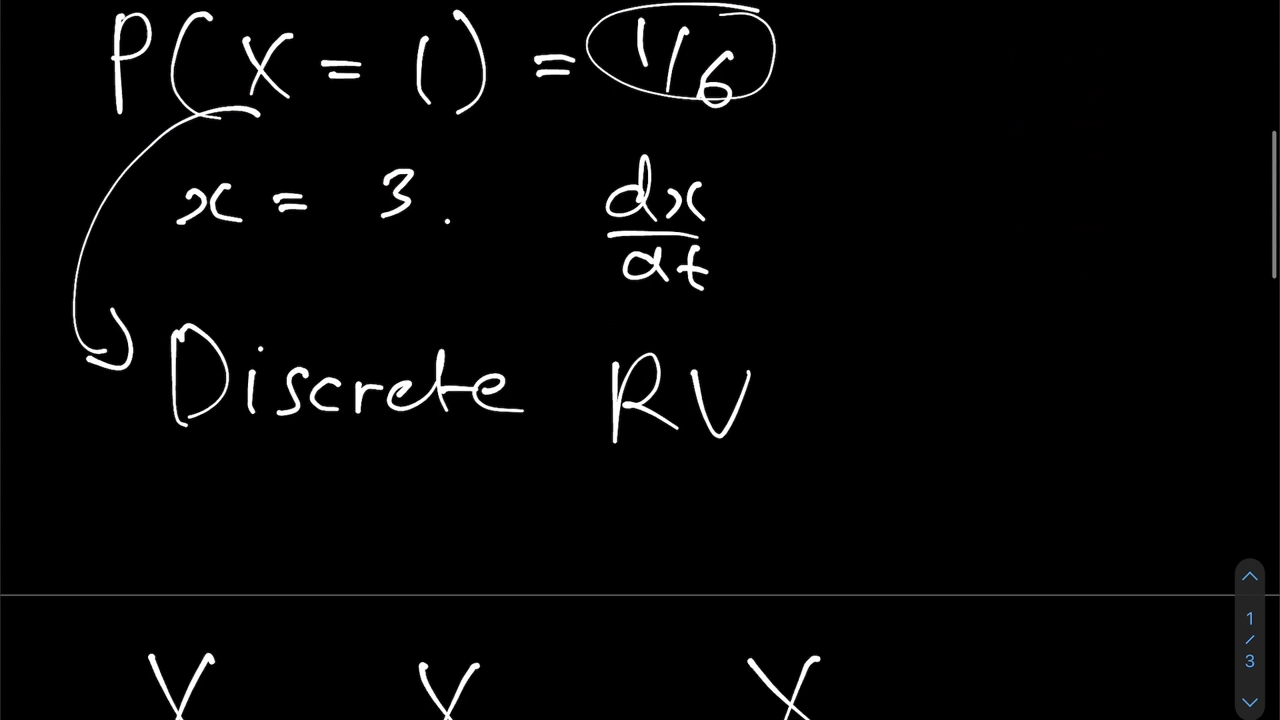 P(X = 1) = 1/6
x = 3. dx/dt
Discrete RV
1
/
3